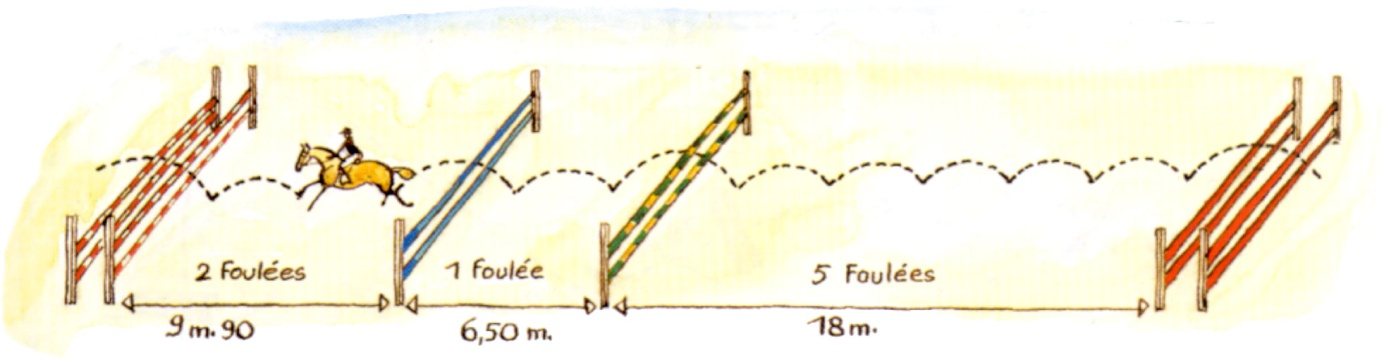 2 Foulées
1 Foulée
5 Foulées
9 m. 90
6,50 m.
18 m.